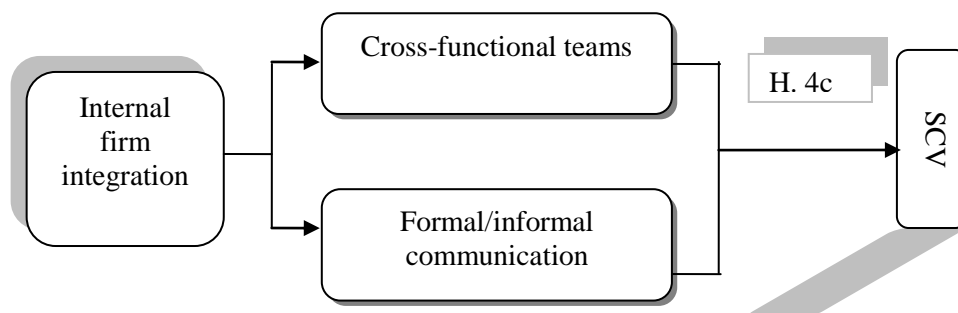 Internal
firm
integration
Cross-functional teams
Formal/informal
communication
H. 4c
SCV